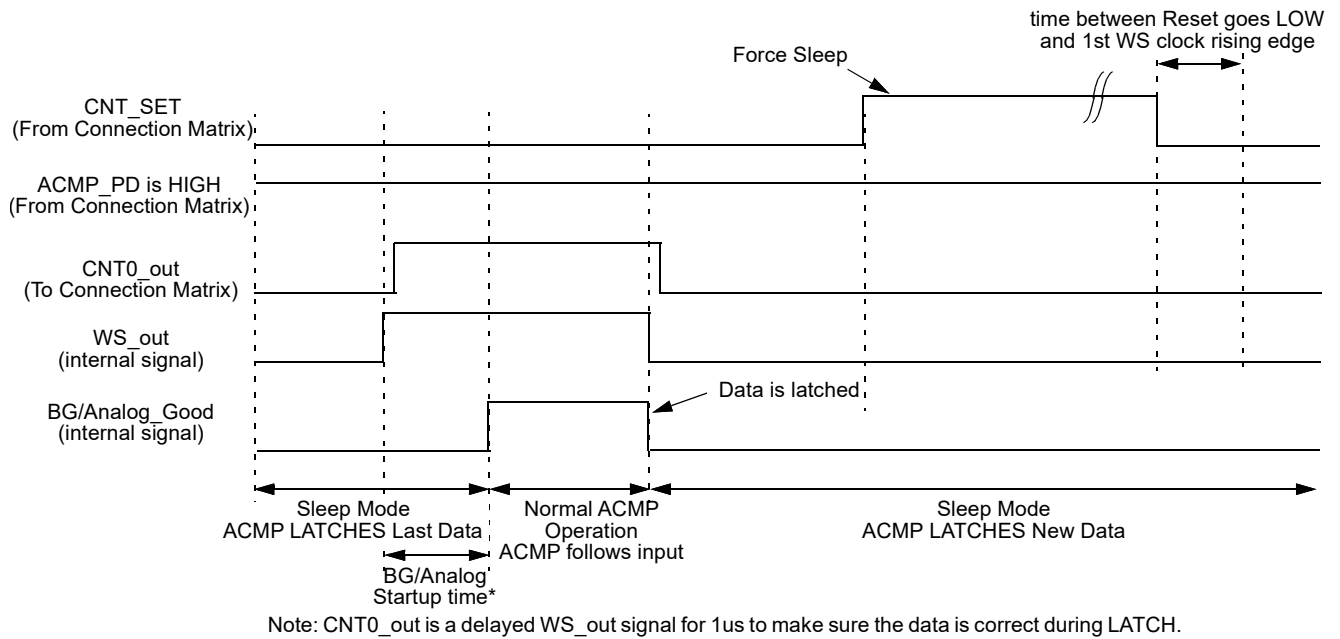 time between Reset goes LOW
and 1st WS clock rising edge
Force Sleep
CNT_SET
(From Connection Matrix)
ACMP_PD is HIGH
(From Connection Matrix)
CNT0_out
(To Connection Matrix)
WS_out
(internal signal)
Data is latched
BG/Analog_Good
(internal signal)
Sleep Mode
ACMP LATCHES Last Data
Normal ACMP
Operation
ACMP follows input
Sleep Mode
ACMP LATCHES New Data
BG/Analog
Startup time*
Note: CNT0_out is a delayed WS_out signal for 1us to make sure the data is correct during LATCH.